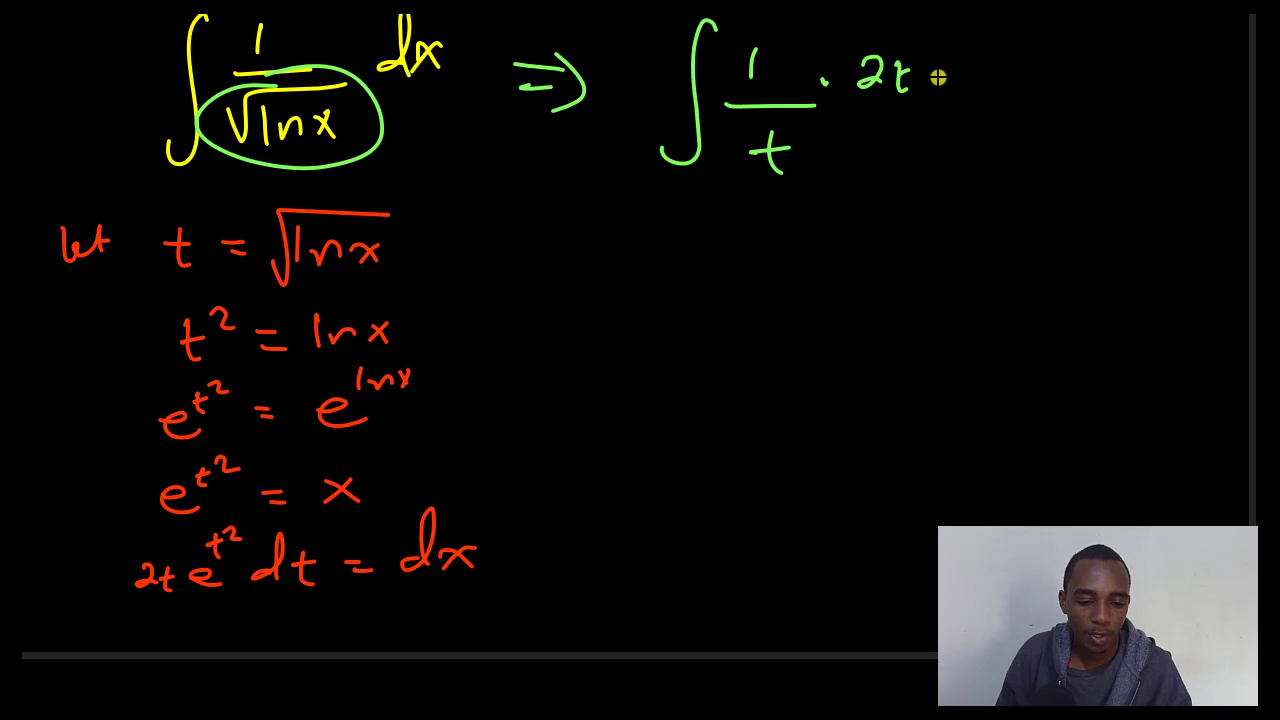 ∫ 1/√(ln x) dx ⇒ ∫ 1/t · 2t
let t = √(ln x)
t² = ln x
e^(t²) = e^(ln x)
e^(t²) = x
2t e^(t²) dt = dx